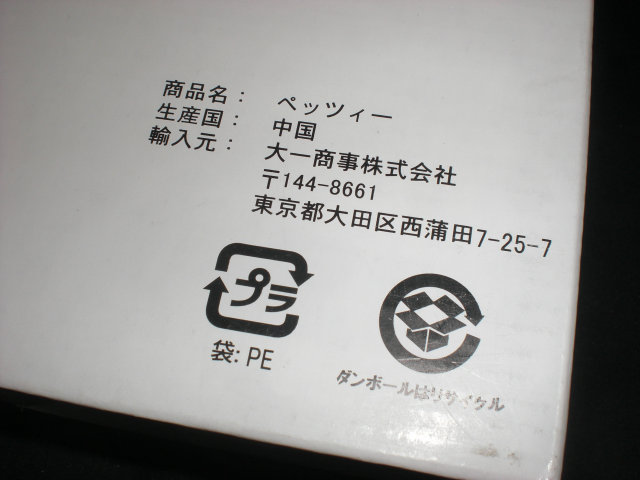 商品名： ペッツィー
生産国： 中国
輸入元： 大一商事株式会社
〒144-8661
東京都大田区西蒲田7-25-7
プラ
袋：PE
ダンボールはリサイクル